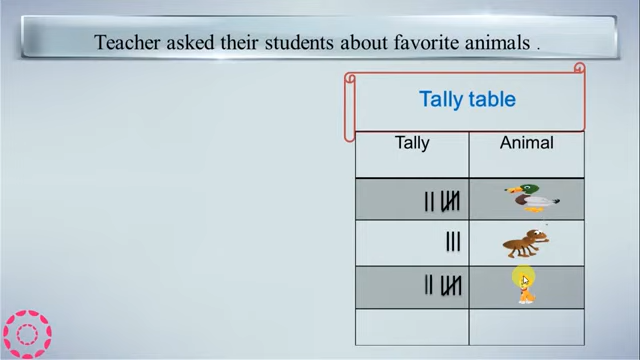 Teacher asked their students about favorite animals .
Tally table
Tally Animal